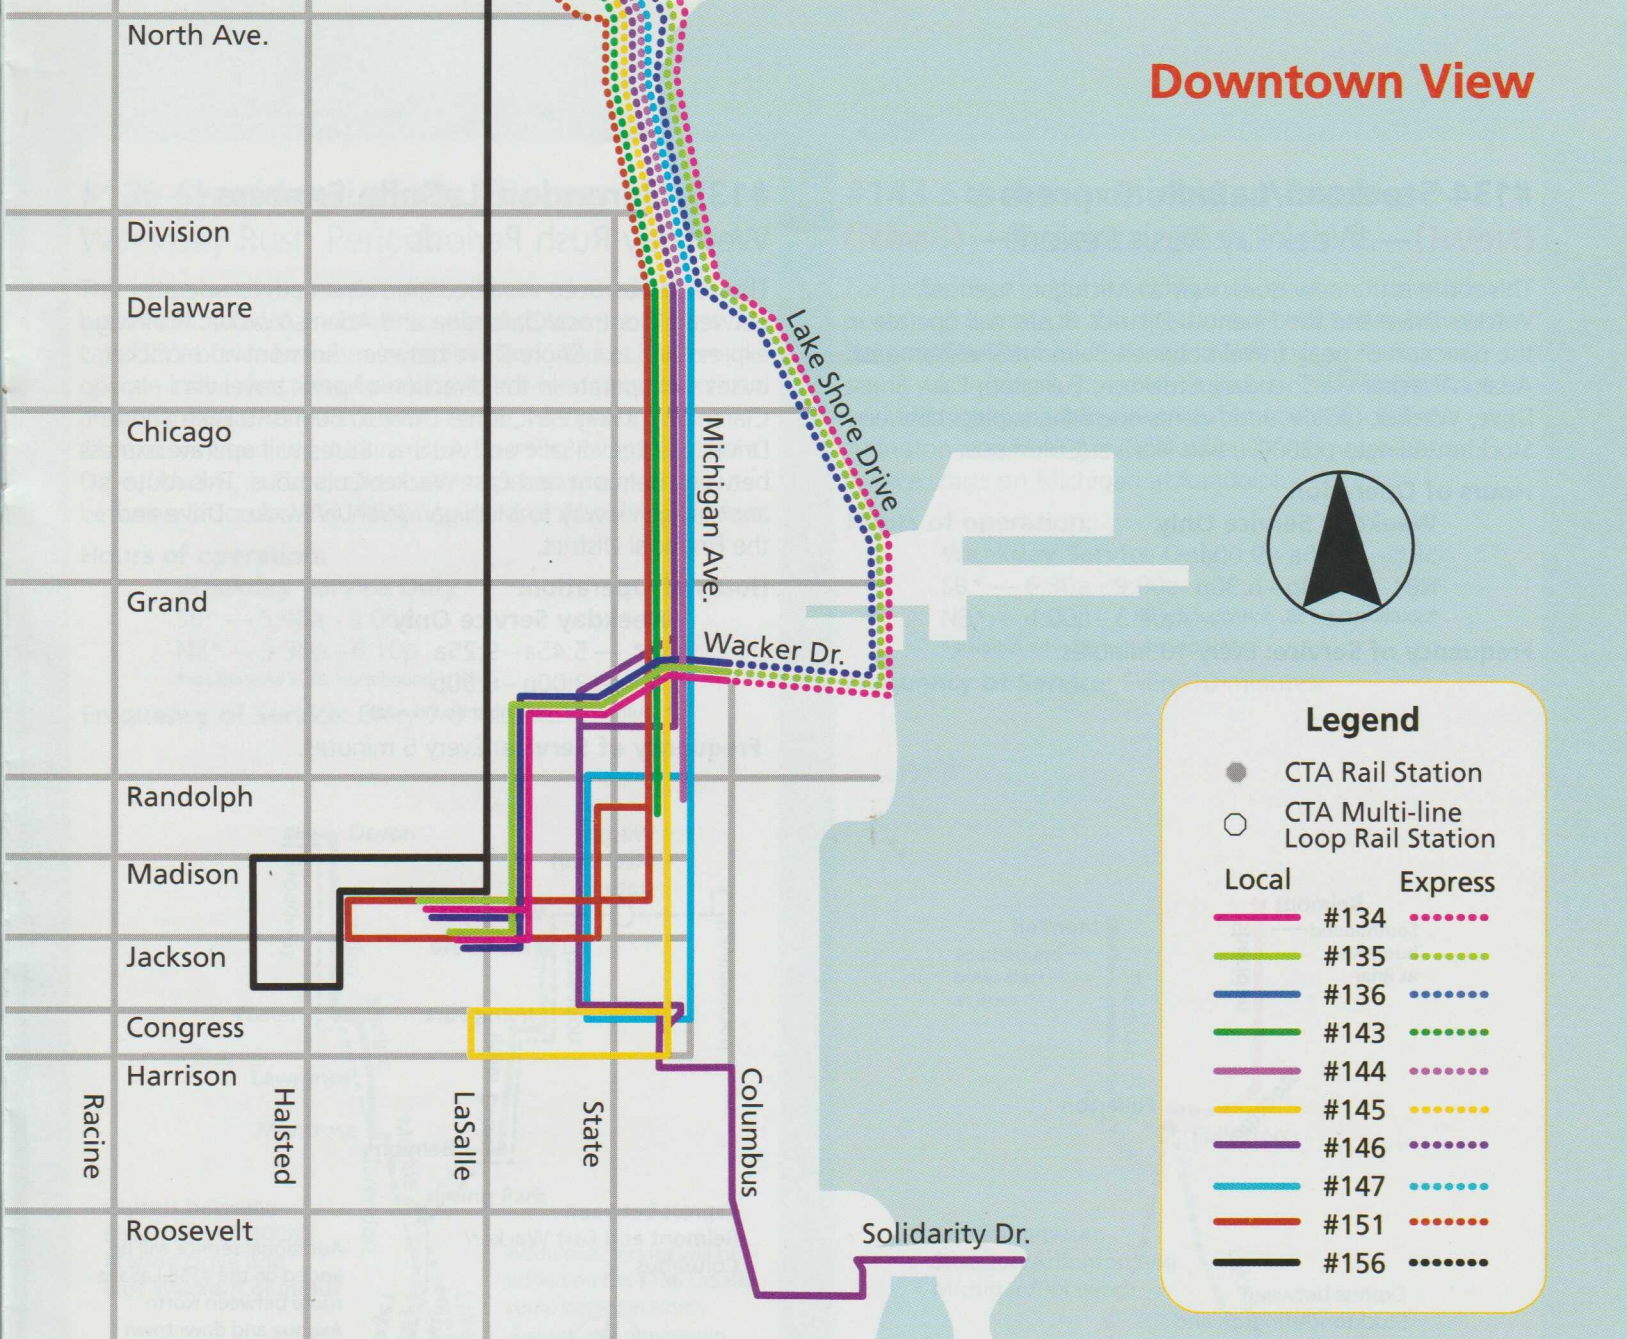 Downtown View
North Ave.
Division
Delaware
Chicago
Grand
Randolph
Madison
Jackson
Congress
Harrison
Roosevelt
Racine
Halsted
LaSalle
State
Columbus
Michigan Ave.
Lake Shore Drive
Wacker Dr.
Solidarity Dr.
Legend
CTA Rail Station
CTA Multi-line
Loop Rail Station
Local Express
#134
#135
#136
#143
#144
#145
#146
#147
#151
#156